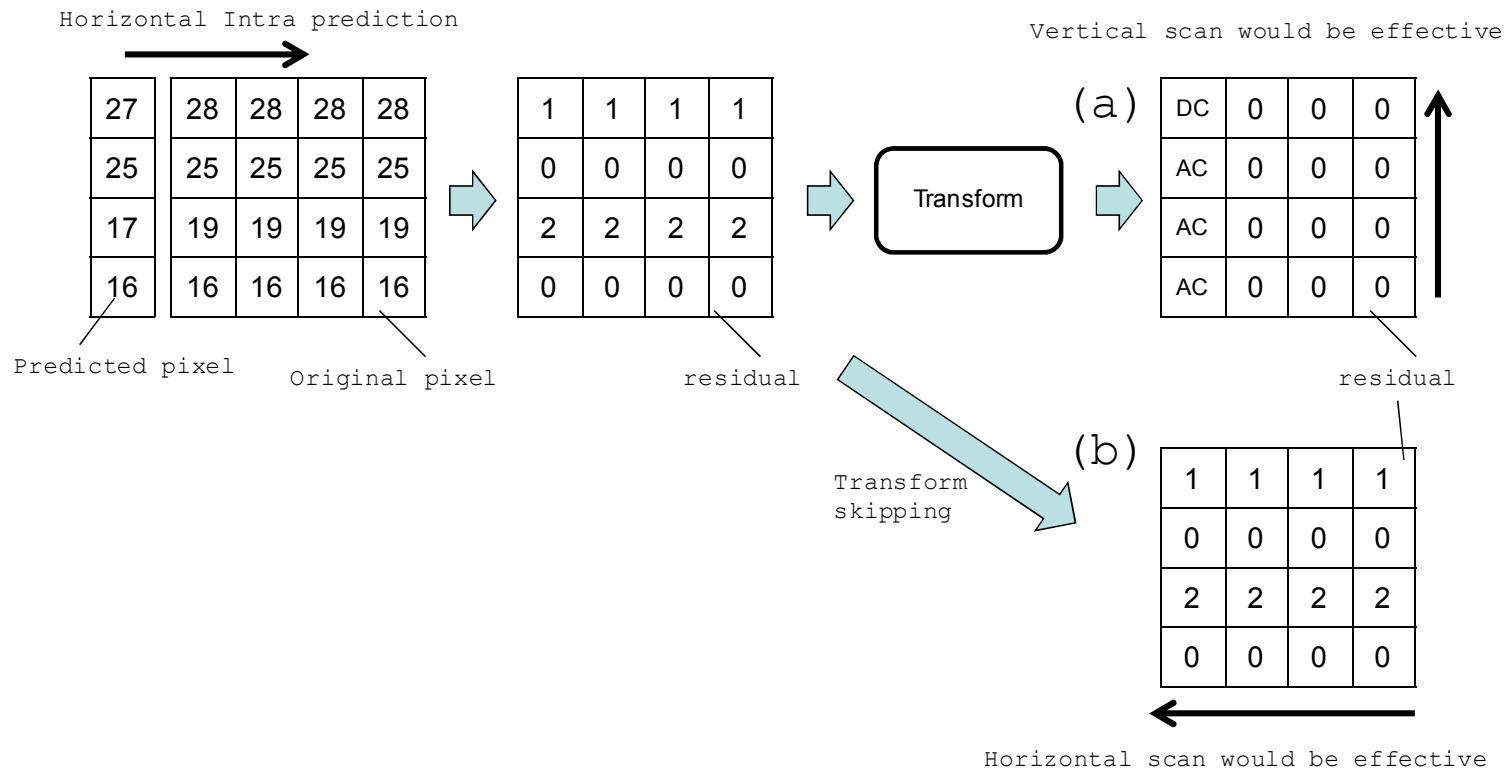 Horizontal Intra prediction
Vertical scan would be effective
27 28 28 28 28
25 25 25 25 25
17 19 19 19 19
16 16 16 16 16
Predicted pixel
Original pixel
1 1 1 1
0 0 0 0
2 2 2 2
0 0 0 0
residual
Transform
(a)
DC 0 0 0
AC 0 0 0
AC 0 0 0
AC 0 0 0
residual
Transform
skipping
(b)
1 1 1 1
0 0 0 0
2 2 2 2
0 0 0 0
Horizontal scan would be effective